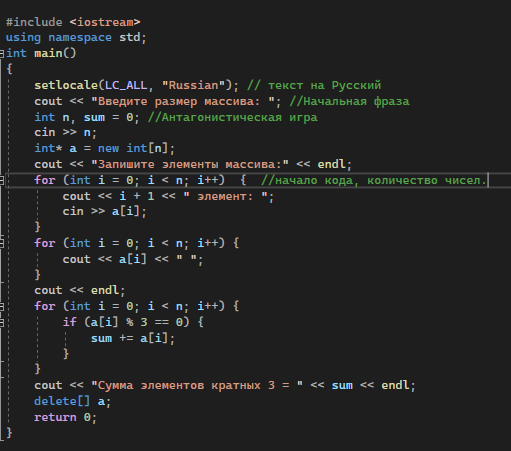 #include <iostream>
using namespace std;
int main()
{
setlocale(LC_ALL, "Russian"); // текст на Русский
cout << "Введите размер массива: "; //Начальная фраза
int n, sum = 0; //Антагонистическая игра
cin >> n;
int* a = new int[n];
cout << "Запишите элементы массива:" << endl;
for (int i = 0; i < n; i++)  {  //начало кода, количество чисел.
cout << i + 1 << " элемент: ";
cin >> a[i];
}
for (int i = 0; i < n; i++) {
cout << a[i] << " ";
}
cout << endl;
for (int i = 0; i < n; i++) {
if (a[i] % 3 == 0) {
sum += a[i];
}
}
cout << "Сумма элементов кратных 3 = " << sum << endl;
delete[] a;
return 0;
}